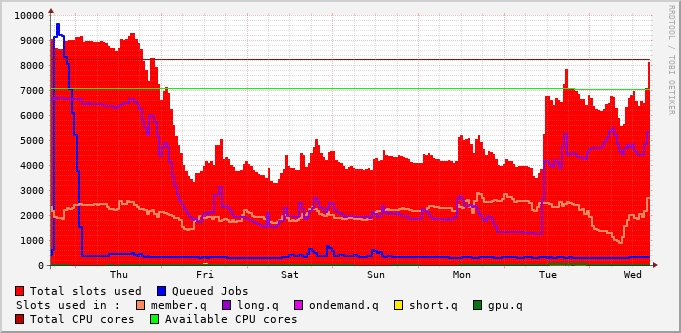 10000
9000
8000
7000
6000
5000
4000
3000
2000
1000
0
Thu Fri Sat Sun Mon Tue Wed
Total slots used Queued Jobs
Slots used in : member.q long.q ondemand.q short.q gpu.q
Total CPU cores Available CPU cores
RRDTOOL / TOBI OETIKER